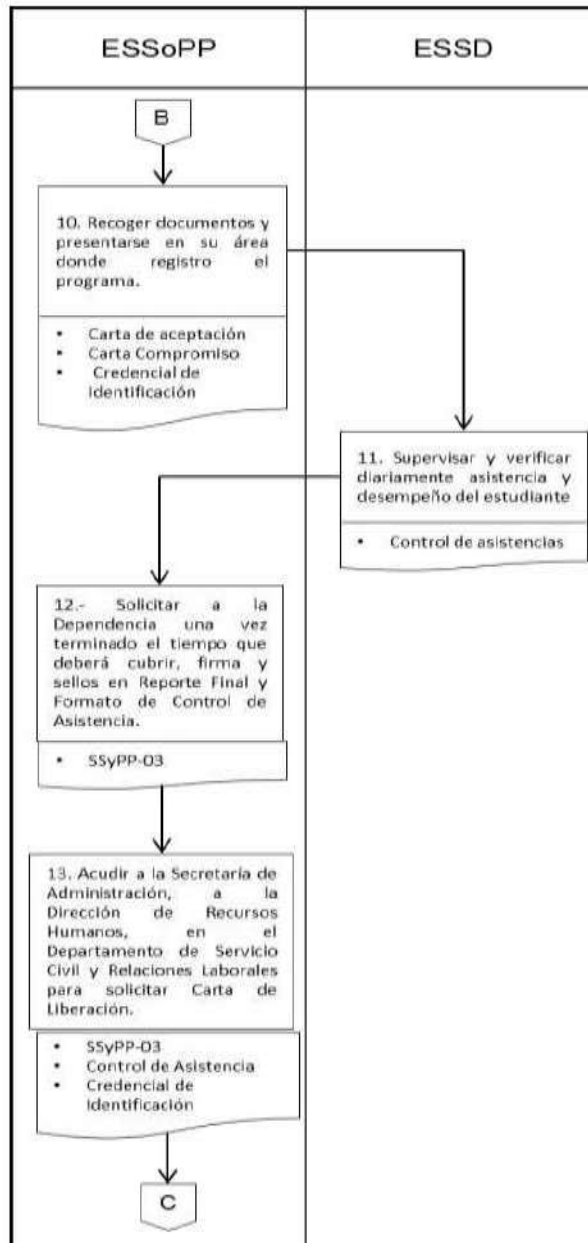 ESSoPP
ESSD
B
10. Recoger documentos y
presentarse en su área
donde registro el
programa.
• Carta de aceptación
• Carta Compromiso
• Credencial de
Identificación
11. Supervisar y verificar
diariamente asistencia y
desempeño del estudiante
• Control de asistencias
12.- Solicitar a la
Dependencia una vez
terminado el tiempo que
deberá cubrir, firma y
sellos en Reporte Final y
Formato de Control de
Asistencia.
• SSyPP-03
13. Acudir a la Secretaría de
Administración, a la
Dirección de Recursos
Humanos, en el
Departamento de Servicio
Civil y Relaciones Laborales
para solicitar Carta de
Liberación.
• SSyPP-03
• Control de Asistencia
• Credencial de
Identificación
C